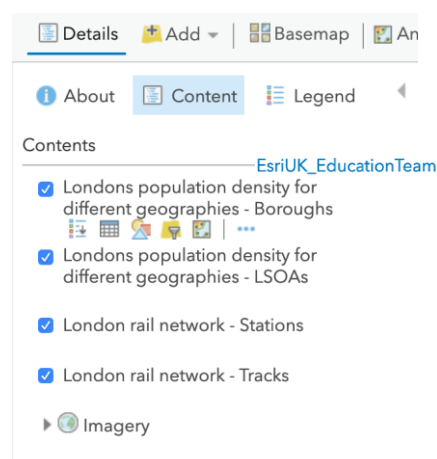 Details Add Basemap An
About Content Legend
Contents
EsriUK_EducationTeam
Londons population density for
different geographies - Boroughs
Londons population density for
different geographies - LSOAs
London rail network - Stations
London rail network - Tracks
Imagery